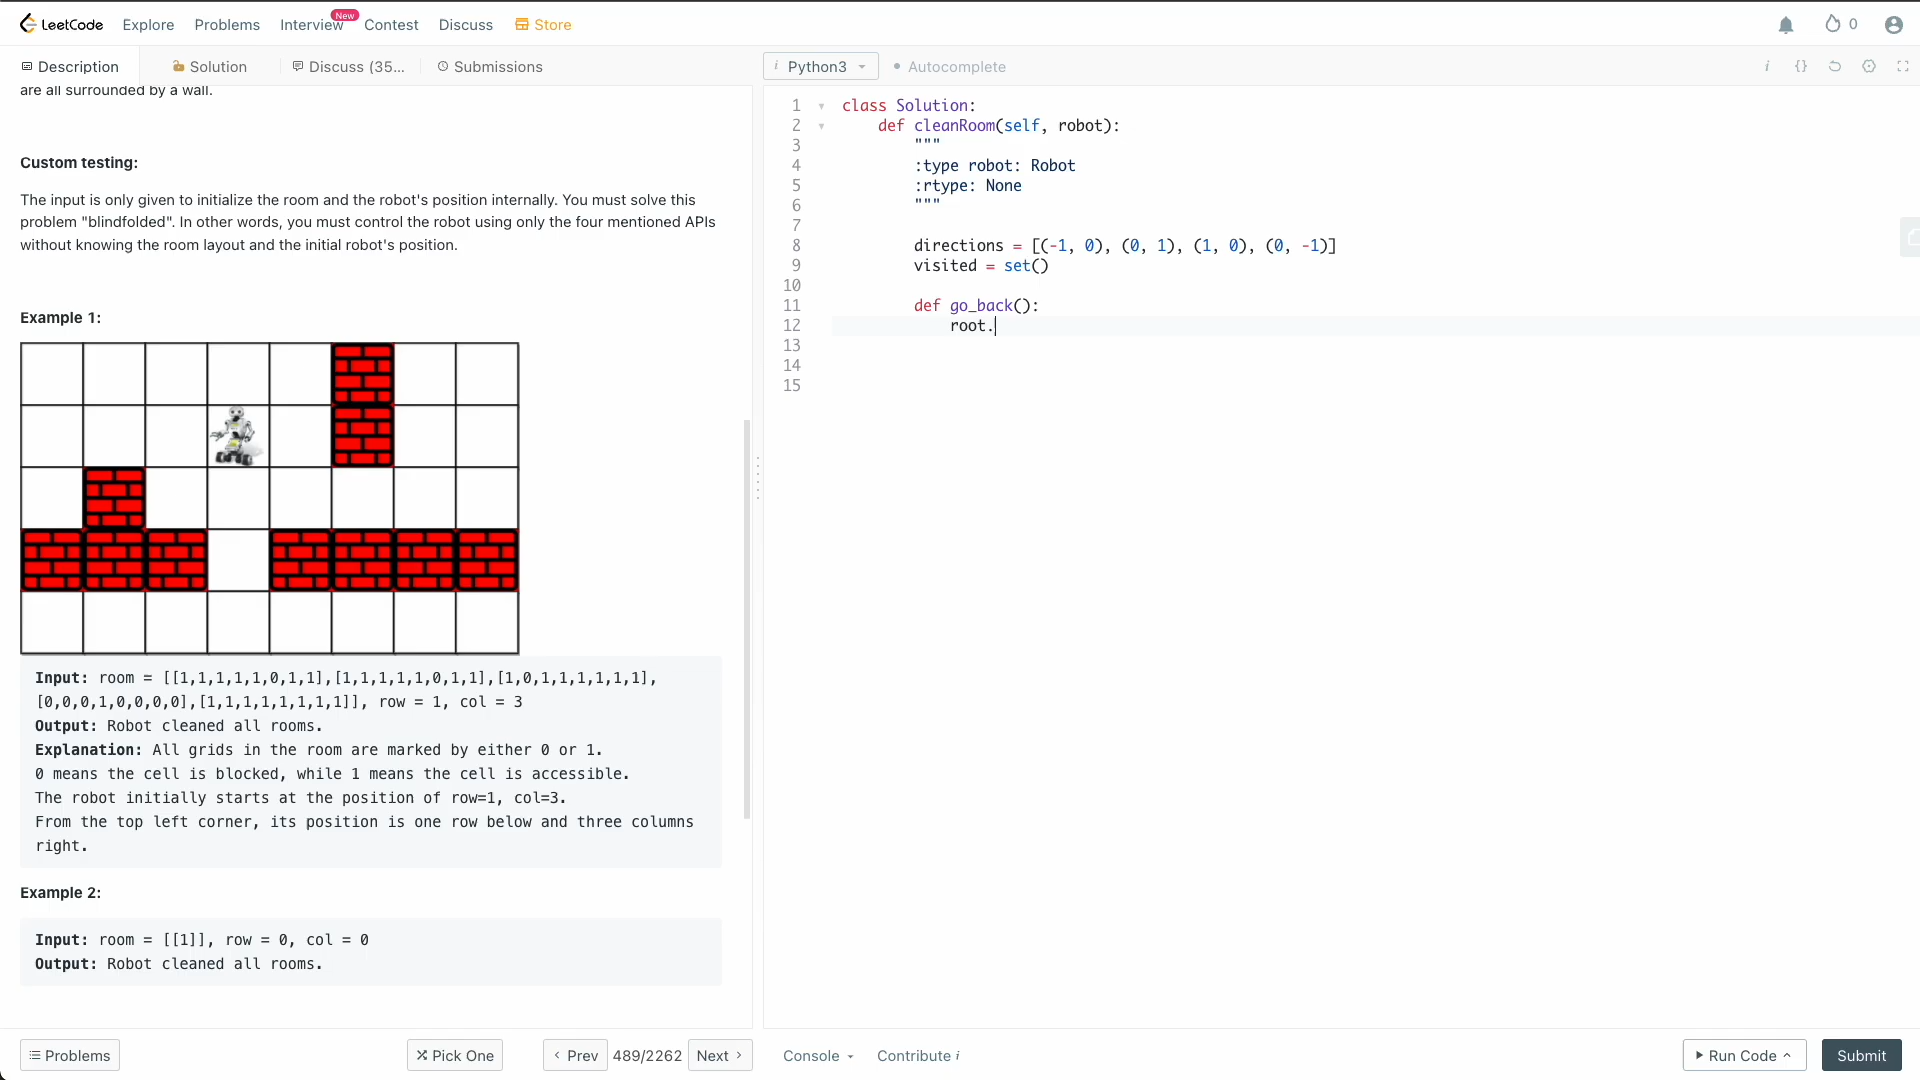 LeetCode Explore Problems Interview New Contest Discuss Store 0
Description Solution Discuss (35... Submissions
are all surrounded by a wall.
Custom testing:
The input is only given to initialize the room and the robot's position internally. You must solve this
problem "blindfolded". In other words, you must control the robot using only the four mentioned APIs
without knowing the room layout and the initial robot's position.
Example 1:
Input: room = [[1,1,1,1,1,0,1,1],[1,1,1,1,1,0,1,1],[1,0,1,1,1,1,1,1],
[0,0,0,1,0,0,0,0],[1,1,1,1,1,1,1,1]], row = 1, col = 3
Output: Robot cleaned all rooms.
Explanation: All grids in the room are marked by either 0 or 1.
0 means the cell is blocked, while 1 means the cell is accessible.
The robot initially starts at the position of row=1, col=3.
From the top left corner, its position is one row below and three columns
right.
Example 2:
Input: room = [[1]], row = 0, col = 0
Output: Robot cleaned all rooms.
Problems Pick One < Prev 489/2262 Next >
i Python3 Autocomplete i {}
1 class Solution:
2 def cleanRoom(self, robot):
3 """
4 :type robot: Robot
5 :rtype: None
6 """
7
8 directions = [(-1, 0), (0, 1), (1, 0), (0, -1)]
9 visited = set()
10
11 def go_back():
12 root.
13
14
15
Console Contribute i Run Code Submit